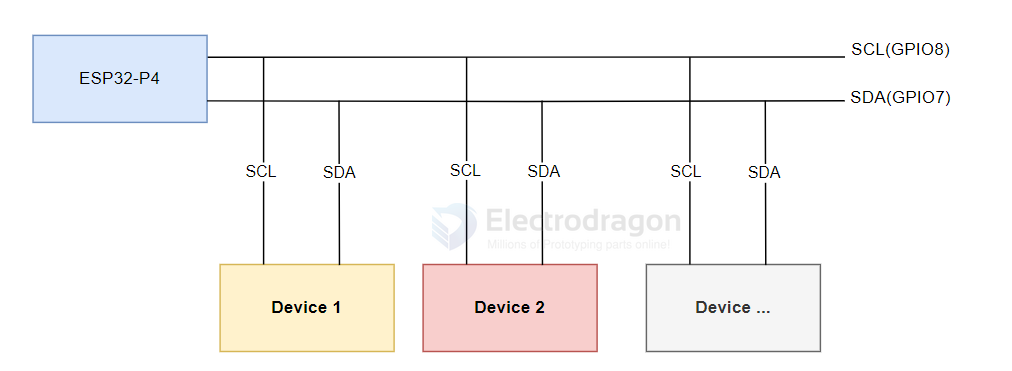 ESP32-P4
SCL(GPIO8)
SDA(GPIO7)
SCL
SDA
SCL
SDA
SCL
SDA
Electrodragon
Millions of Prototyping parts online!
Device 1
Device 2
Device ...